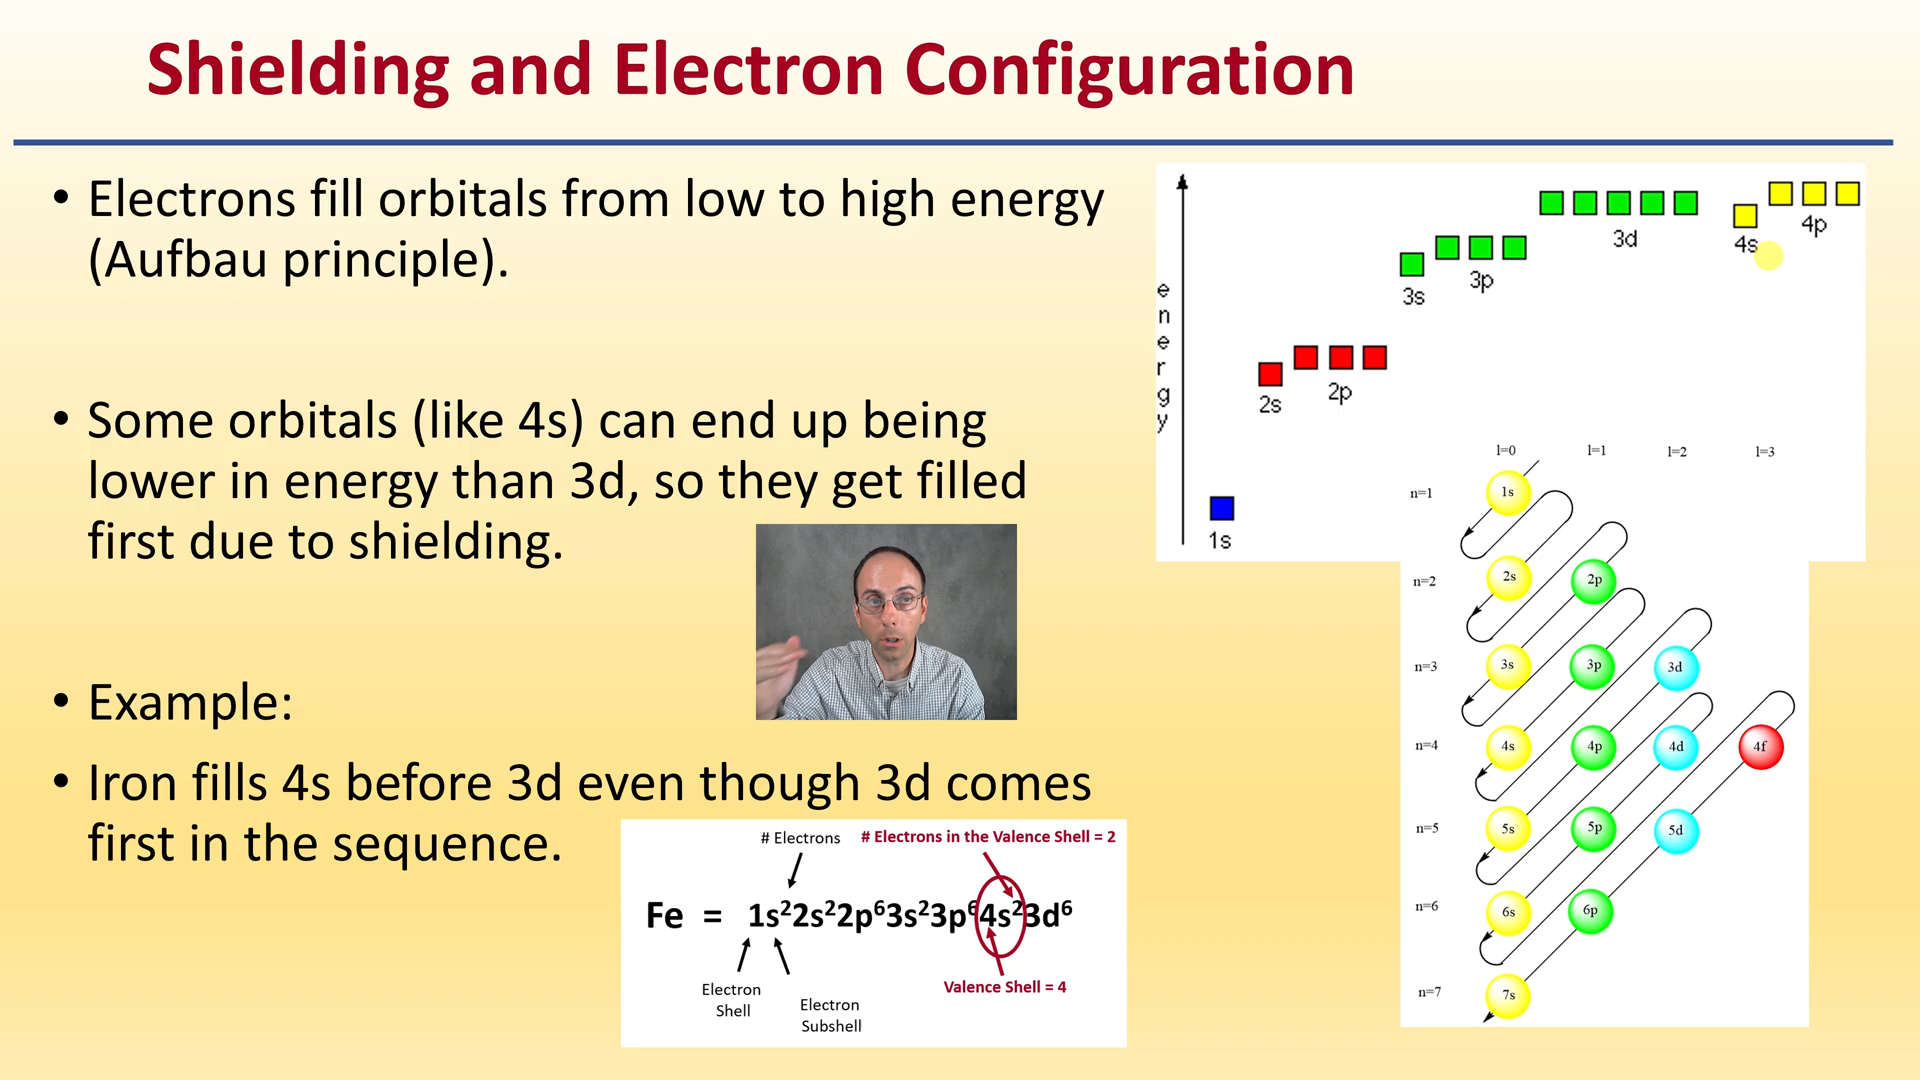 Shielding and Electron Configuration
• Electrons fill orbitals from low to high energy
(Aufbau principle).
• Some orbitals (like 4s) can end up being
lower in energy than 3d, so they get filled
first due to shielding.
• Example:
• Iron fills 4s before 3d even though 3d comes
first in the sequence.
# Electrons
# Electrons in the Valence Shell = 2
Fe = 1s²2s²2p⁶3s²3p⁶4s²3d⁶
Electron
Shell
Electron
Subshell
Valence Shell = 4
energy
3d
4s
4p
3s
3p
2s
2p
1s
l=0 l=1 l=2 l=3
n=1 1s
n=2 2s 2p
n=3 3s 3p 3d
n=4 4s 4p 4d 4f
n=5 5s 5p 5d
n=6 6s 6p
n=7 7s